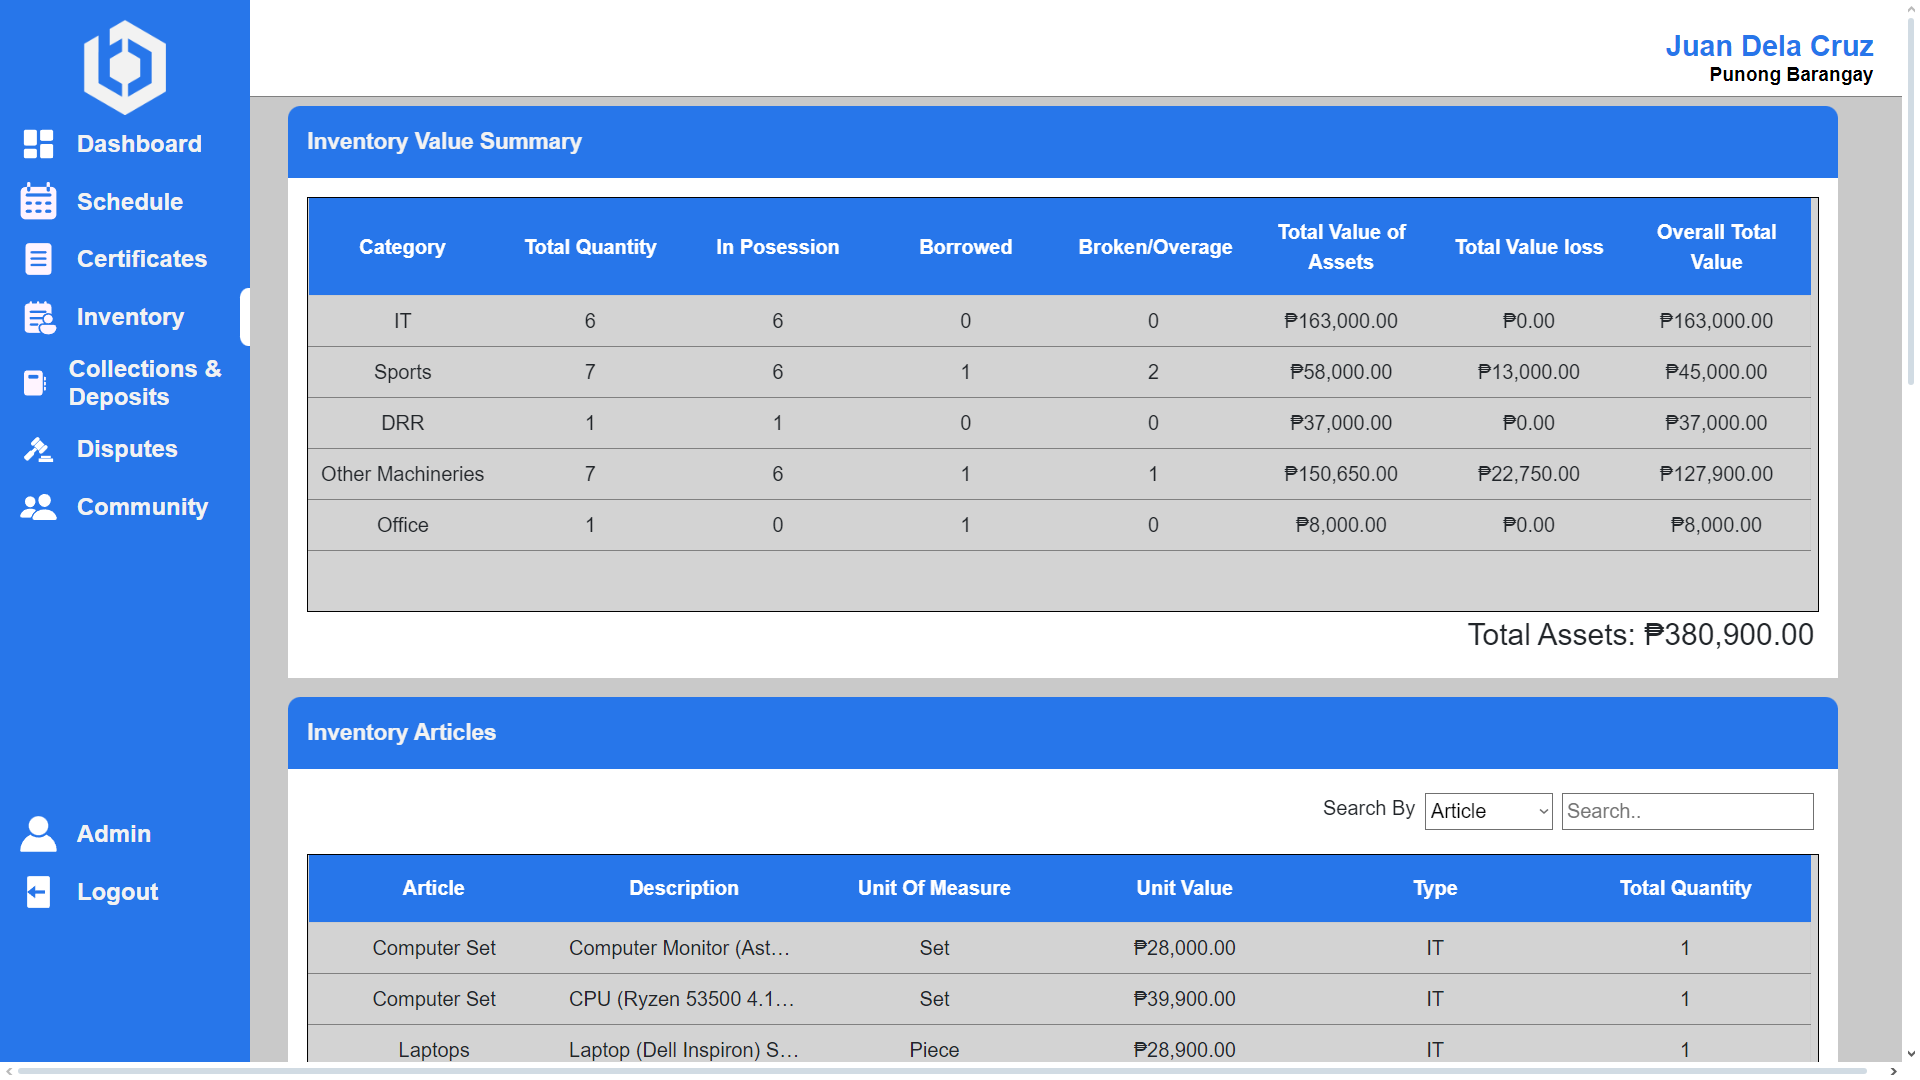 Juan Dela Cruz
Punong Barangay
Dashboard
Schedule
Certificates
Inventory
Collections &
Deposits
Disputes
Community
Admin
Logout
Inventory Value Summary
Category Total Quantity In Posession Borrowed Broken/Overage Total Value of Assets Total Value loss Overall Total Value
IT 6 6 0 0 ₱163,000.00 ₱0.00 ₱163,000.00
Sports 7 6 1 2 ₱58,000.00 ₱13,000.00 ₱45,000.00
DRR 1 1 0 0 ₱37,000.00 ₱0.00 ₱37,000.00
Other Machineries 7 6 1 1 ₱150,650.00 ₱22,750.00 ₱127,900.00
Office 1 0 1 0 ₱8,000.00 ₱0.00 ₱8,000.00
Total Assets: ₱380,900.00
Inventory Articles
Search By Article Search..
Article Description Unit Of Measure Unit Value Type Total Quantity
Computer Set Computer Monitor (Ast... Set ₱28,000.00 IT 1
Computer Set CPU (Ryzen 53500 4.1... Set ₱39,900.00 IT 1
Laptops Laptop (Dell Inspiron) S... Piece ₱28,900.00 IT 1